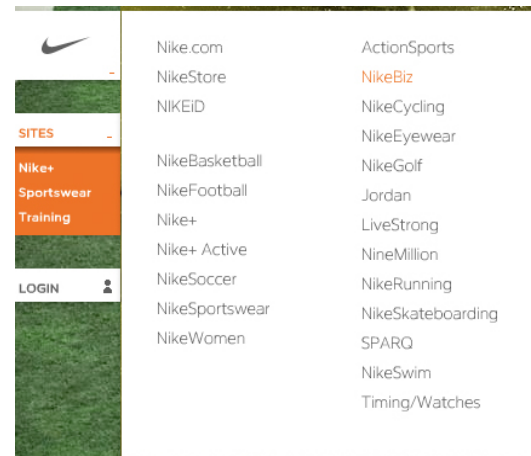 SITES
Nike+
Sportswear
Training
LOGIN
Nike.com
NikeStore
NIKEiD
NikeBasketball
NikeFootball
Nike+
Nike+ Active
NikeSoccer
NikeSportswear
NikeWomen
ActionSports
NikeBiz
NikeCycling
NikeEyewear
NikeGolf
Jordan
LiveStrong
NineMillion
NikeRunning
NikeSkateboarding
SPARQ
NikeSwim
Timing/Watches